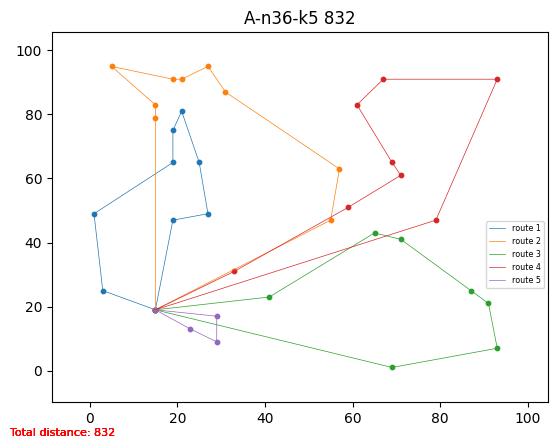 A-n36-k5 832
100
80
60
40
20
0
0 20 40 60 80 100
route 1
route 2
route 3
route 4
route 5
Total distance: 832